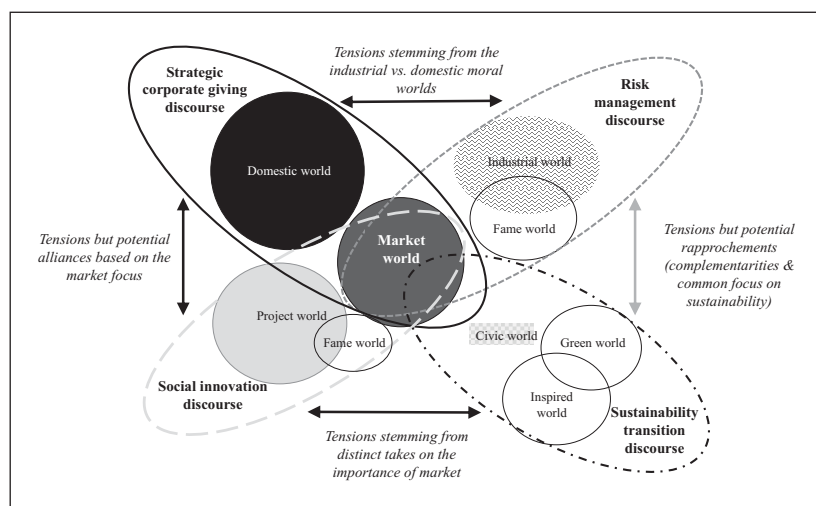 Tensions stemming from the
industrial vs. domestic moral
worlds
Strategic
corporate giving
discourse
Risk
management
discourse
Domestic world
Industrial world
Fame world
Tensions but potential
alliances based on the
market focus
Market
world
Tensions but potential
rapprochements
(complementarities &
common focus on
sustainability)
Project world
Fame world
Civic world
Green world
Inspired
world
Social innovation
discourse
Sustainability
transition
discourse
Tensions stemming from
distinct takes on the
importance of market